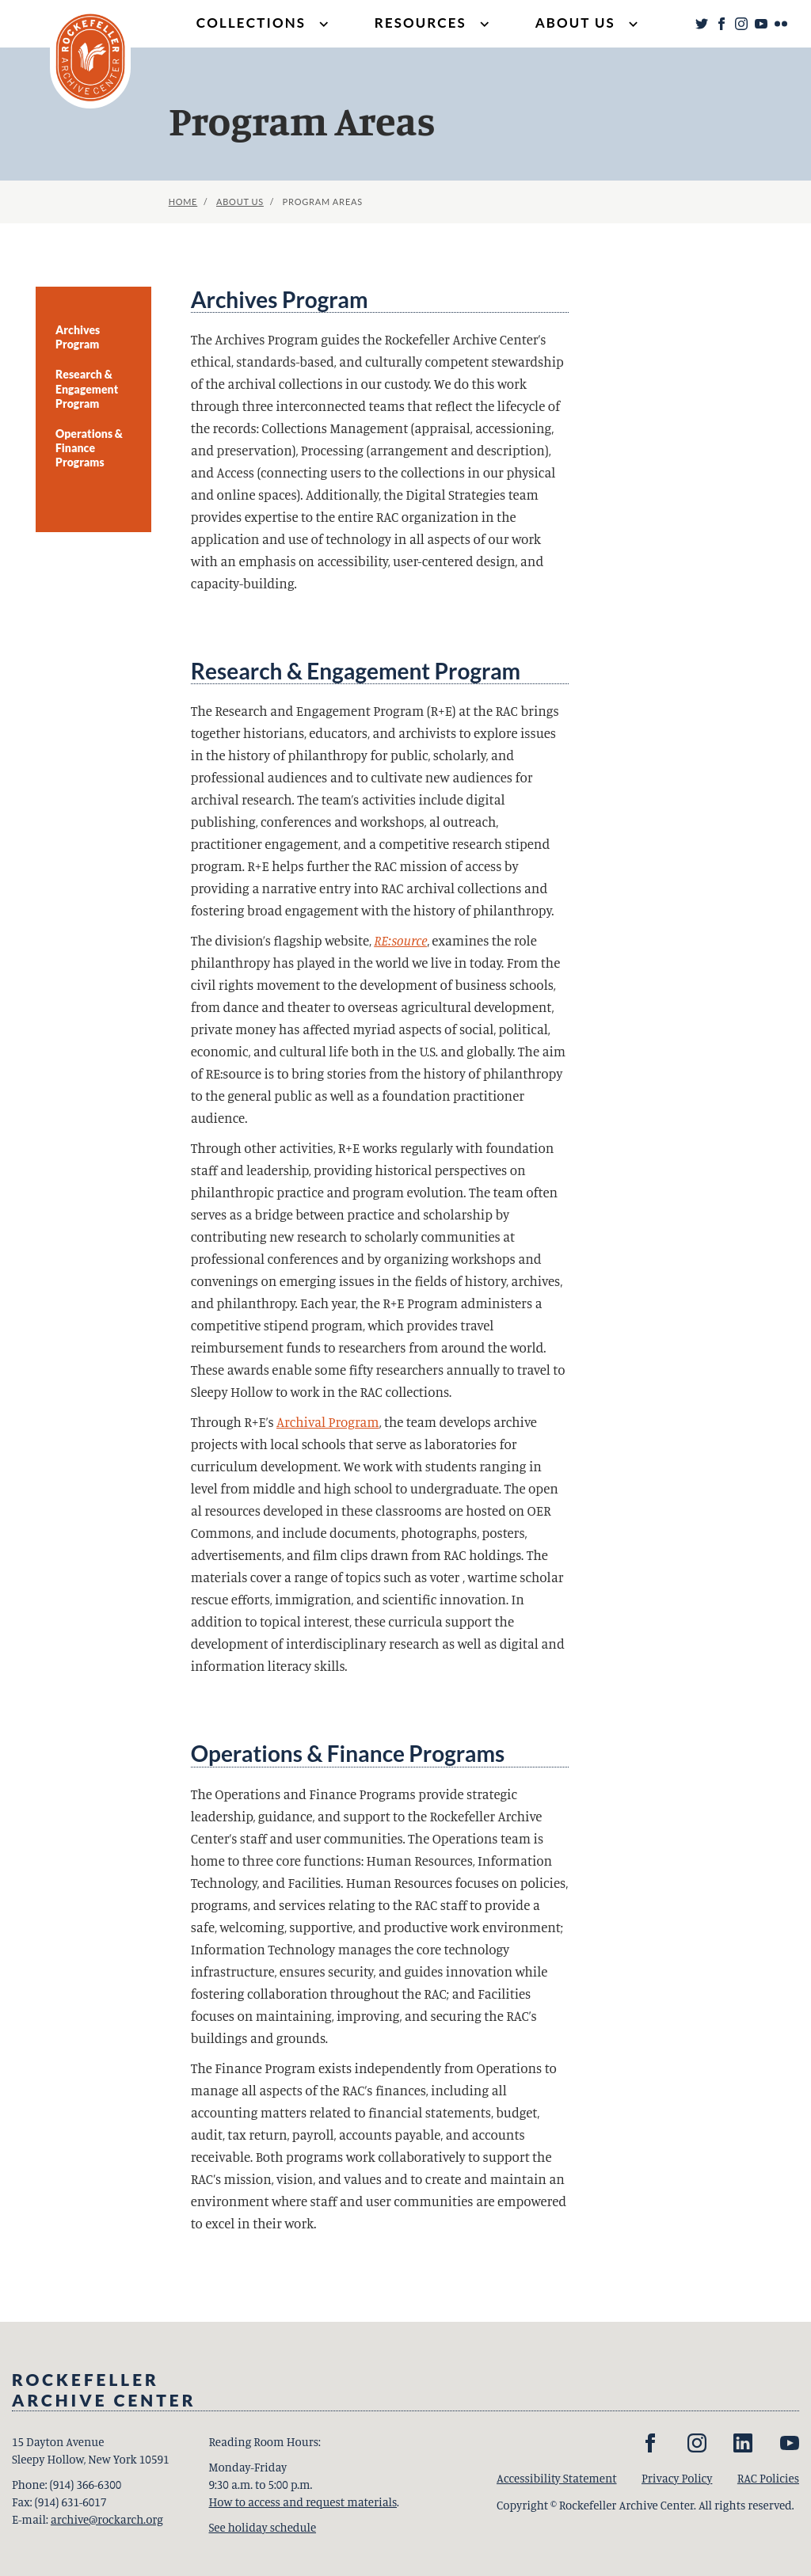 ROCKEFELLER
ARCHIVE CENTER
COLLECTIONS
RESOURCES
ABOUT US
Program Areas
HOME / ABOUT US / PROGRAM AREAS
Archives
Program
Research &
Engagement
Program
Operations &
Finance
Programs
Archives Program
The Archives Program guides the Rockefeller Archive Center's
ethical, standards-based, and culturally competent stewardship
of the archival collections in our custody. We do this work
through three interconnected teams that reflect the lifecycle of
the records: Collections Management (appraisal, accessioning,
and preservation), Processing (arrangement and description),
and Access (connecting users to the collections in our physical
and online spaces). Additionally, the Digital Strategies team
provides expertise to the entire RAC organization in the
application and use of technology in all aspects of our work
with an emphasis on accessibility, user-centered design, and
capacity-building.
Research & Engagement Program
The Research and Engagement Program (R+E) at the RAC brings
together historians, educators, and archivists to explore issues
in the history of philanthropy for public, scholarly, and
professional audiences and to cultivate new audiences for
archival research. The team's activities include digital
publishing, conferences and workshops, al outreach,
practitioner engagement, and a competitive research stipend
program. R+E helps further the RAC mission of access by
providing a narrative entry into RAC archival collections and
fostering broad engagement with the history of philanthropy.
The division's flagship website, RE:source, examines the role
philanthropy has played in the world we live in today. From the
civil rights movement to the development of business schools,
from dance and theater to overseas agricultural development,
private money has affected myriad aspects of social, political,
economic, and cultural life both in the U.S. and globally. The aim
of RE:source is to bring stories from the history of philanthropy
to the general public as well as a foundation practitioner
audience.
Through other activities, R+E works regularly with foundation
staff and leadership, providing historical perspectives on
philanthropic practice and program evolution. The team often
serves as a bridge between practice and scholarship by
contributing new research to scholarly communities at
professional conferences and by organizing workshops and
convenings on emerging issues in the fields of history, archives,
and philanthropy. Each year, the R+E Program administers a
competitive stipend program, which provides travel
reimbursement funds to researchers from around the world.
These awards enable some fifty researchers annually to travel to
Sleepy Hollow to work in the RAC collections.
Through R+E's Archival Program, the team develops archive
projects with local schools that serve as laboratories for
curriculum development. We work with students ranging in
level from middle and high school to undergraduate. The open
al resources developed in these classrooms are hosted on OER
Commons, and include documents, photographs, posters,
advertisements, and film clips drawn from RAC holdings. The
materials cover a range of topics such as voter , wartime scholar
rescue efforts, immigration, and scientific innovation. In
addition to topical interest, these curricula support the
development of interdisciplinary research as well as digital and
information literacy skills.
Operations & Finance Programs
The Operations and Finance Programs provide strategic
leadership, guidance, and support to the Rockefeller Archive
Center's staff and user communities. The Operations team is
home to three core functions: Human Resources, Information
Technology, and Facilities. Human Resources focuses on policies,
programs, and services relating to the RAC staff to provide a
safe, welcoming, supportive, and productive work environment;
Information Technology manages the core technology
infrastructure, ensures security, and guides innovation while
fostering collaboration throughout the RAC; and Facilities
focuses on maintaining, improving, and securing the RAC's
buildings and grounds.
The Finance Program exists independently from Operations to
manage all aspects of the RAC's finances, including all
accounting matters related to financial statements, budget,
audit, tax return, payroll, accounts payable, and accounts
receivable. Both programs work collaboratively to support the
RAC's mission, vision, and values and to create and maintain an
environment where staff and user communities are empowered
to excel in their work.
ROCKEFELLER
ARCHIVE CENTER
15 Dayton Avenue
Sleepy Hollow, New York 10591
Phone: (914) 366-6300
Fax: (914) 631-6017
E-mail: archive@rockarch.org
Reading Room Hours:
Monday-Friday
9:30 a.m. to 5:00 p.m.
How to access and request materials.
See holiday schedule
Accessibility Statement
Privacy Policy
RAC Policies
Copyright © Rockefeller Archive Center. All rights reserved.